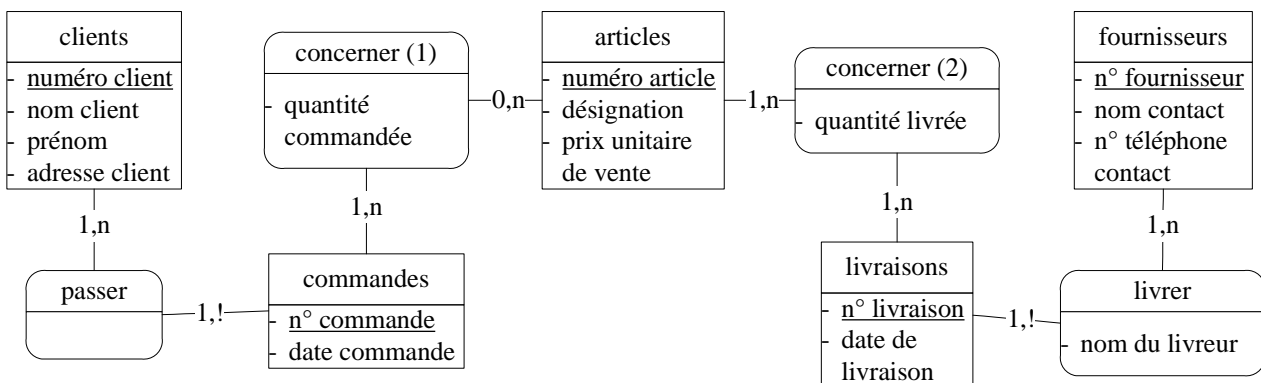 clients
- numéro client
- nom client
- prénom
- adresse client
1,n
passer
1,!
concerner (1)
- quantité
commandée
1,n
commandes
- n° commande
- date commande
0,n
articles
- numéro article
- désignation
- prix unitaire
de vente
1,n
concerner (2)
- quantité livrée
1,n
livraisons
- n° livraison
- date de
livraison
1,!
fournisseurs
- n° fournisseur
- nom contact
- n° téléphone
contact
1,n
livrer
- nom du livreur